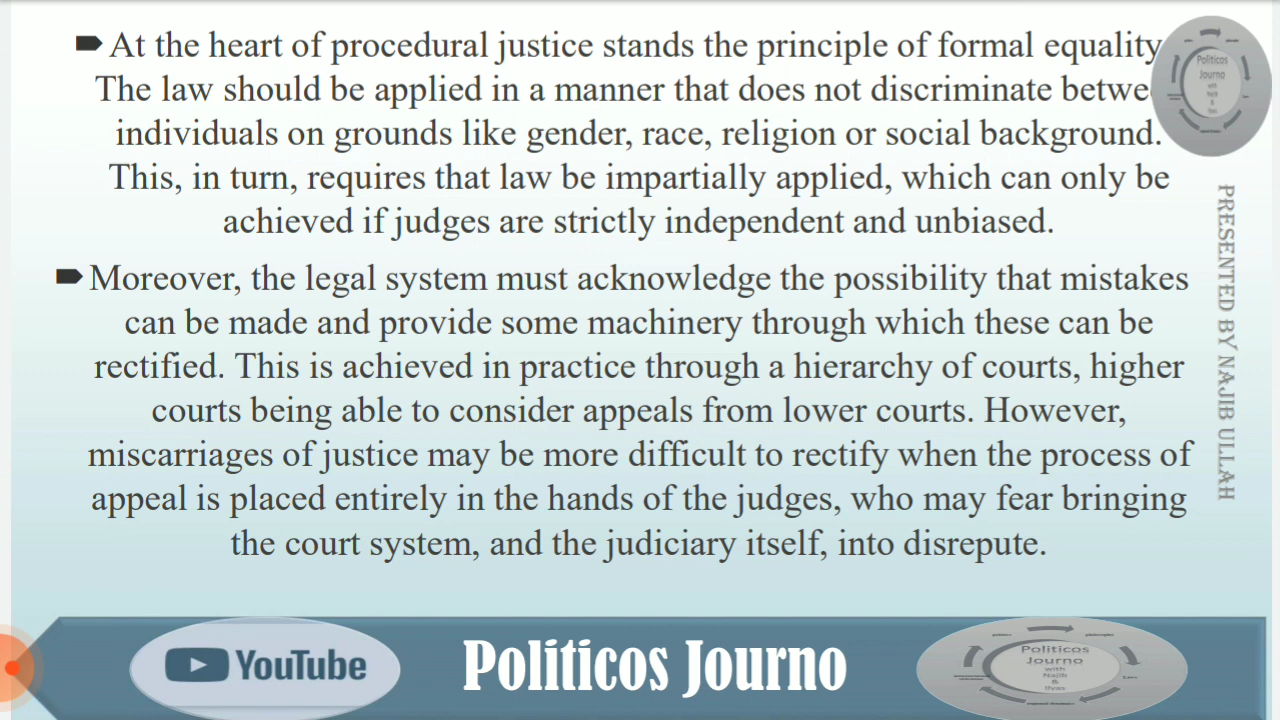 At the heart of procedural justice stands the principle of formal equality
The law should be applied in a manner that does not discriminate betwe
individuals on grounds like gender, race, religion or social background.
This, in turn, requires that law be impartially applied, which can only be
achieved if judges are strictly independent and unbiased.
Moreover, the legal system must acknowledge the possibility that mistakes
can be made and provide some machinery through which these can be
rectified. This is achieved in practice through a hierarchy of courts, higher
courts being able to consider appeals from lower courts. However,
miscarriages of justice may be more difficult to rectify when the process of
appeal is placed entirely in the hands of the judges, who may fear bringing
the court system, and the judiciary itself, into disrepute.
Politicos
Journo
with
Najib
&
PRESENTED BY NAJIB ULLAH
YouTube
Politicos Journo
Politicos
Journo
with
Najib
&